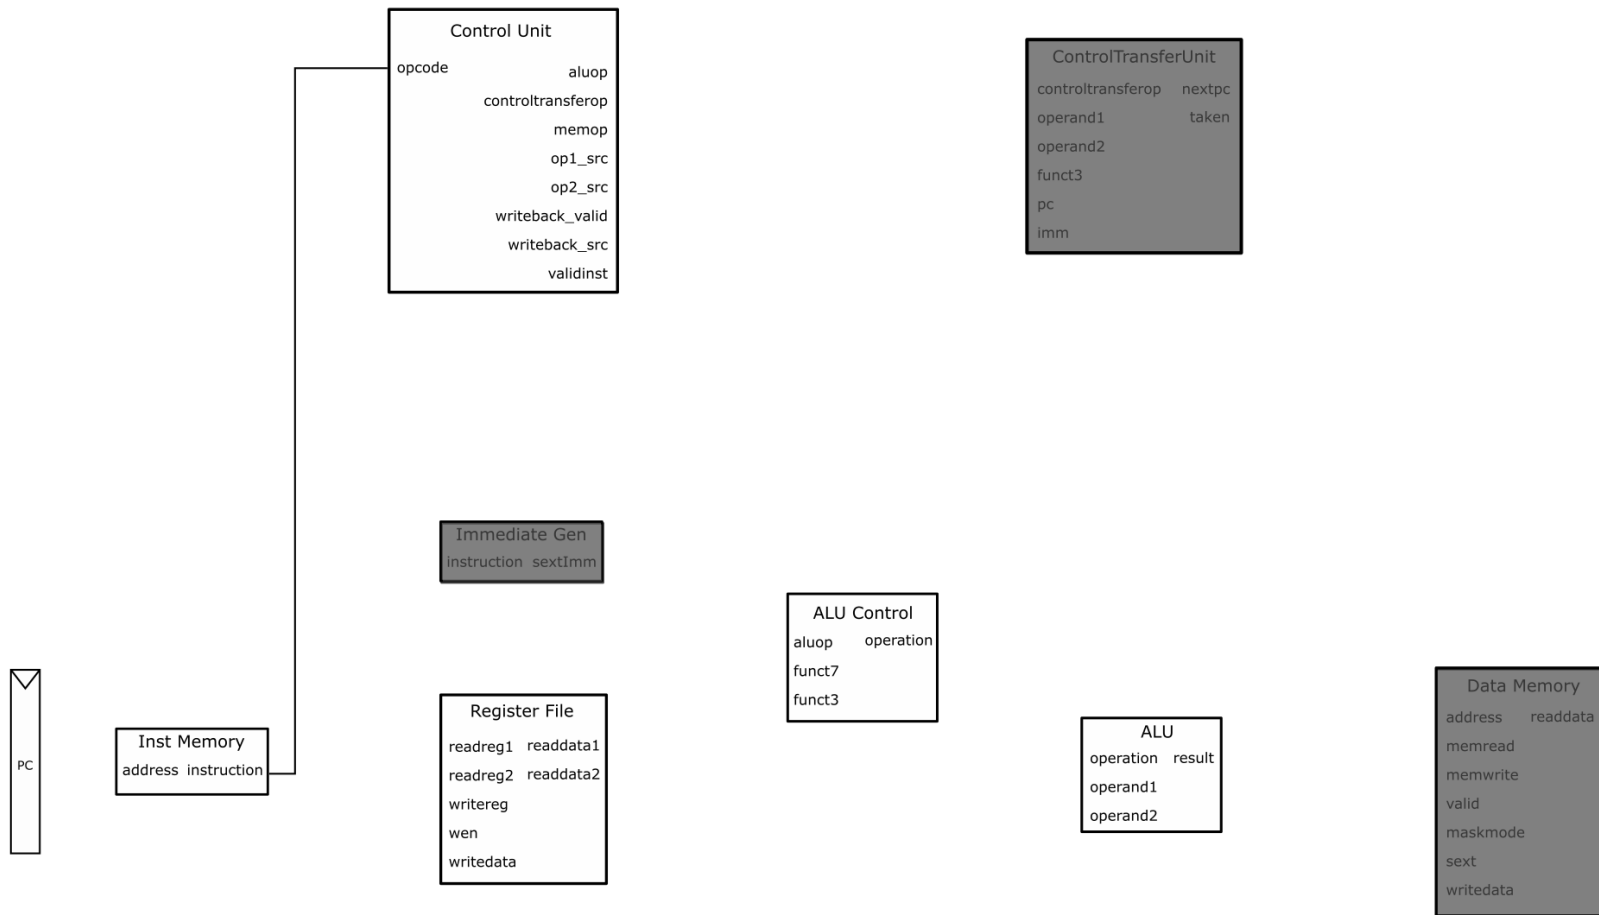 Control Unit
opcode
aluop
controltransferop
memop
op1_src
op2_src
writeback_valid
writeback_src
validinst
ControlTransferUnit
controltransferop nextpc
operand1 taken
operand2
funct3
pc
imm
Immediate Gen
instruction sextImm
ALU Control
aluop operation
funct7
funct3
PC
Inst Memory
address instruction
Register File
readreg1 readdata1
readreg2 readdata2
writereg
wen
writedata
ALU
operation result
operand1
operand2
Data Memory
address readdata
memread
memwrite
valid
maskmode
sext
writedata